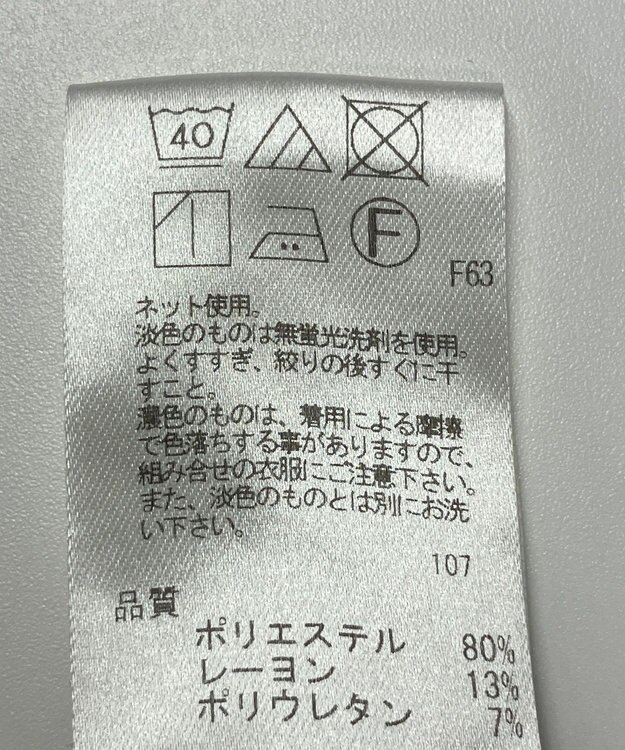 40
F
F63
ネット使用。
淡色のものは無蛍光洗剤を使用。
よくすすぎ、絞りの後すぐに干
すこと。
濃色のものは、着用による摩擦
で色落ちする事がありますので、
組み合せの衣服にご注意下さい。
また、淡色のものとは別にお洗
い下さい。
107
品質
ポリエステル 80%
レーヨン 13%
ポリウレタン 7%